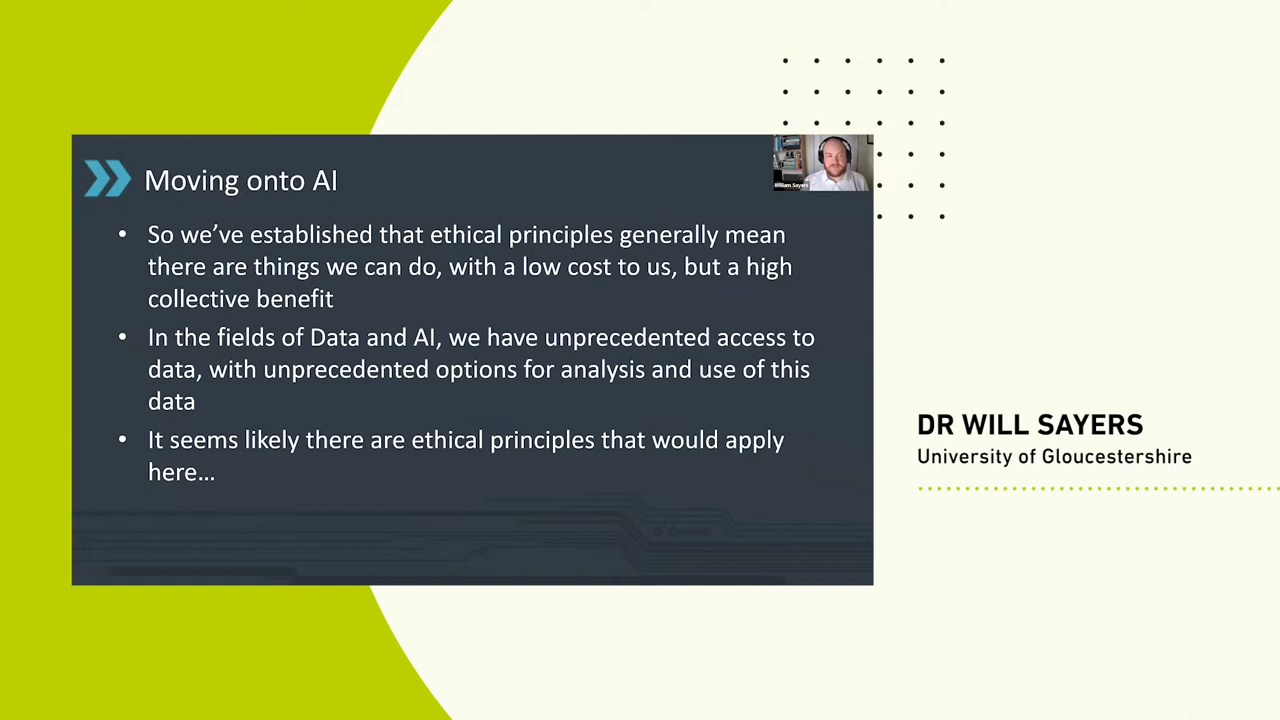 Moving onto AI
William Sayers
• So we’ve established that ethical principles generally mean
there are things we can do, with a low cost to us, but a high
collective benefit
• In the fields of Data and AI, we have unprecedented access to
data, with unprecedented options for analysis and use of this
data
• It seems likely there are ethical principles that would apply
here…
DR WILL SAYERS
University of Gloucestershire